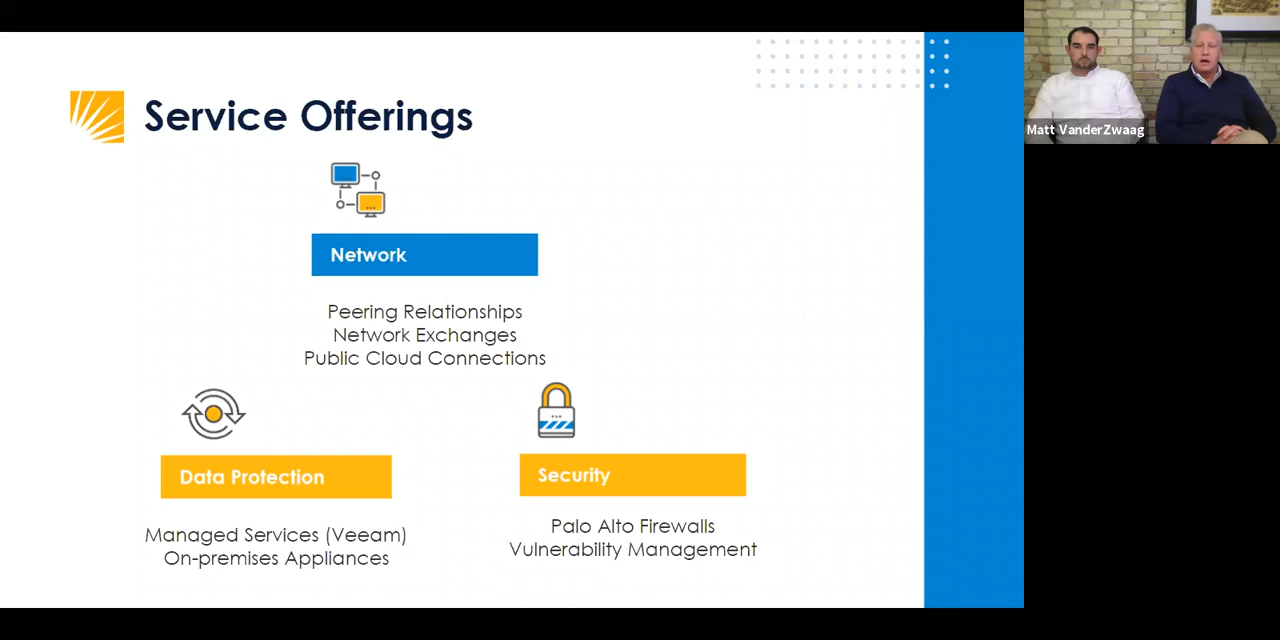 Service Offerings
Network
Peering Relationships
Network Exchanges
Public Cloud Connections
Data Protection
Managed Services (Veeam)
On-premises Appliances
Security
Palo Alto Firewalls
Vulnerability Management
Matt VanderZwaag